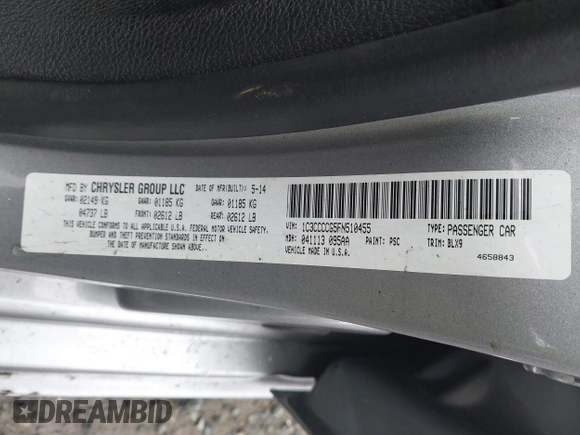 MFD BY CHRYSLER GROUP LLC DATE OF MFR(BUILT): 5-14
GVWR: 02149 KG GAWR: 01185 KG GAWR: 01185 KG
04737 LB FRONT: 02612 LB REAR: 02612 LB
THIS VEHICLE CONFORMS TO ALL APPLICABLE U.S.A. FEDERAL MOTOR VEHICLE SAFETY,
BUMPER AND THEFT PREVENTION STANDARDS IN EFFECT ON
THE DATE OF MANUFACTURE SHOWN ABOVE.
VIN: 1C3CCCCG5FN510455 TYPE: PASSENGER CAR
MDH: 041113 035AA PAINT: PSC TRIM: BLX9
VEHICLE MADE IN U.S.A.
4658843
DREAMBID